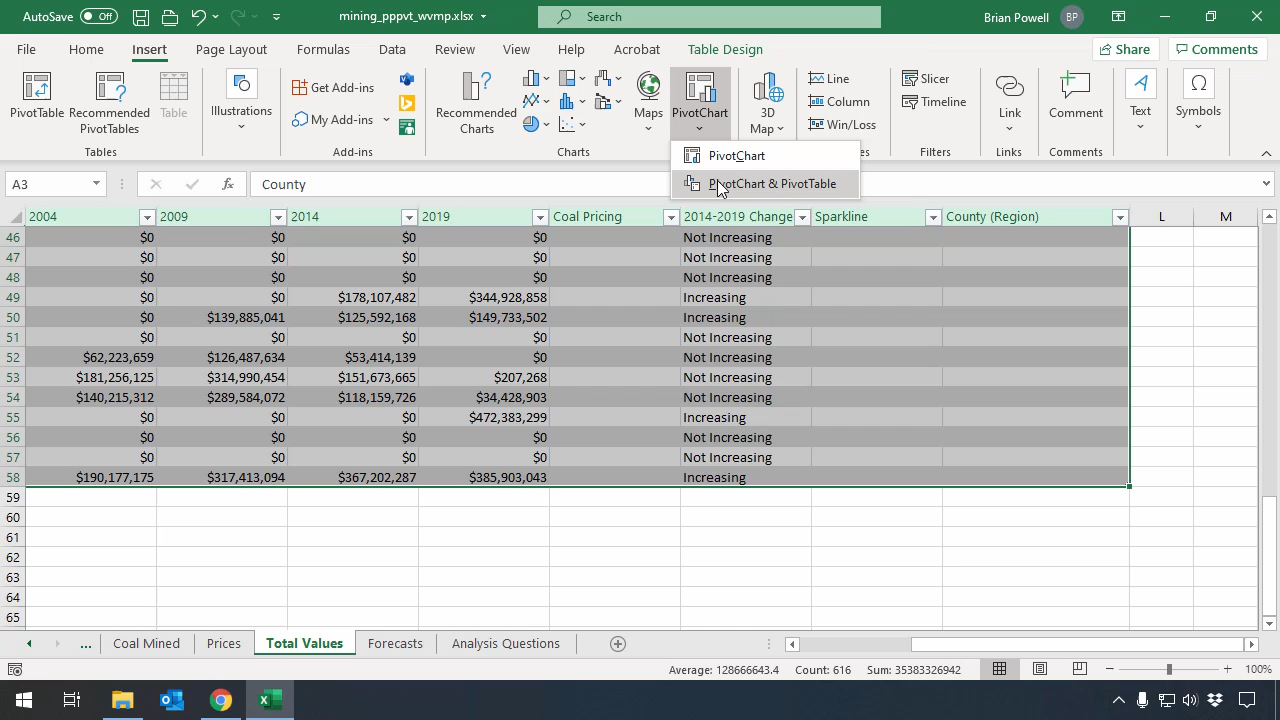 AutoSave Off mining_pppvt_wvmp.xlsx Search Brian Powell BP
File Home Insert Page Layout Formulas Data Review View Help Acrobat Table Design Share Comments
PivotTable
Recommended PivotTables
Table
Tables
Illustrations
Get Add-ins
My Add-ins
Add-ins
Recommended Charts
Maps
PivotChart
Charts
3D Map
Line
Column
Win/Loss
Slicer
Timeline
Filters
Link
Links
Comment
Comments
Text
Symbols
PivotChart
PivotChart & PivotTable
A3 fx County
2004 2009 2014 2019 Coal Pricing 2014-2019 Change Sparkline County (Region) L M
46 $0 $0 $0 $0 Not Increasing
47 $0 $0 $0 $0 Not Increasing
48 $0 $0 $0 $0 Not Increasing
49 $0 $0 $178,107,482 $344,928,858 Increasing
50 $0 $139,885,041 $125,592,168 $149,733,502 Increasing
51 $0 $0 $0 $0 Not Increasing
52 $62,223,659 $126,487,634 $53,414,139 $0 Not Increasing
53 $181,256,125 $314,990,454 $151,673,665 $207,268 Not Increasing
54 $140,215,312 $289,584,072 $118,159,726 $34,428,903 Not Increasing
55 $0 $0 $0 $472,383,299 Increasing
56 $0 $0 $0 $0 Not Increasing
57 $0 $0 $0 $0 Not Increasing
58 $190,177,175 $317,413,094 $367,202,287 $385,903,043 Increasing
59
60
61
62
63
64
65
... Coal Mined Prices Total Values Forecasts Analysis Questions
Average: 128666643.4 Count: 616 Sum: 35383326942 100%